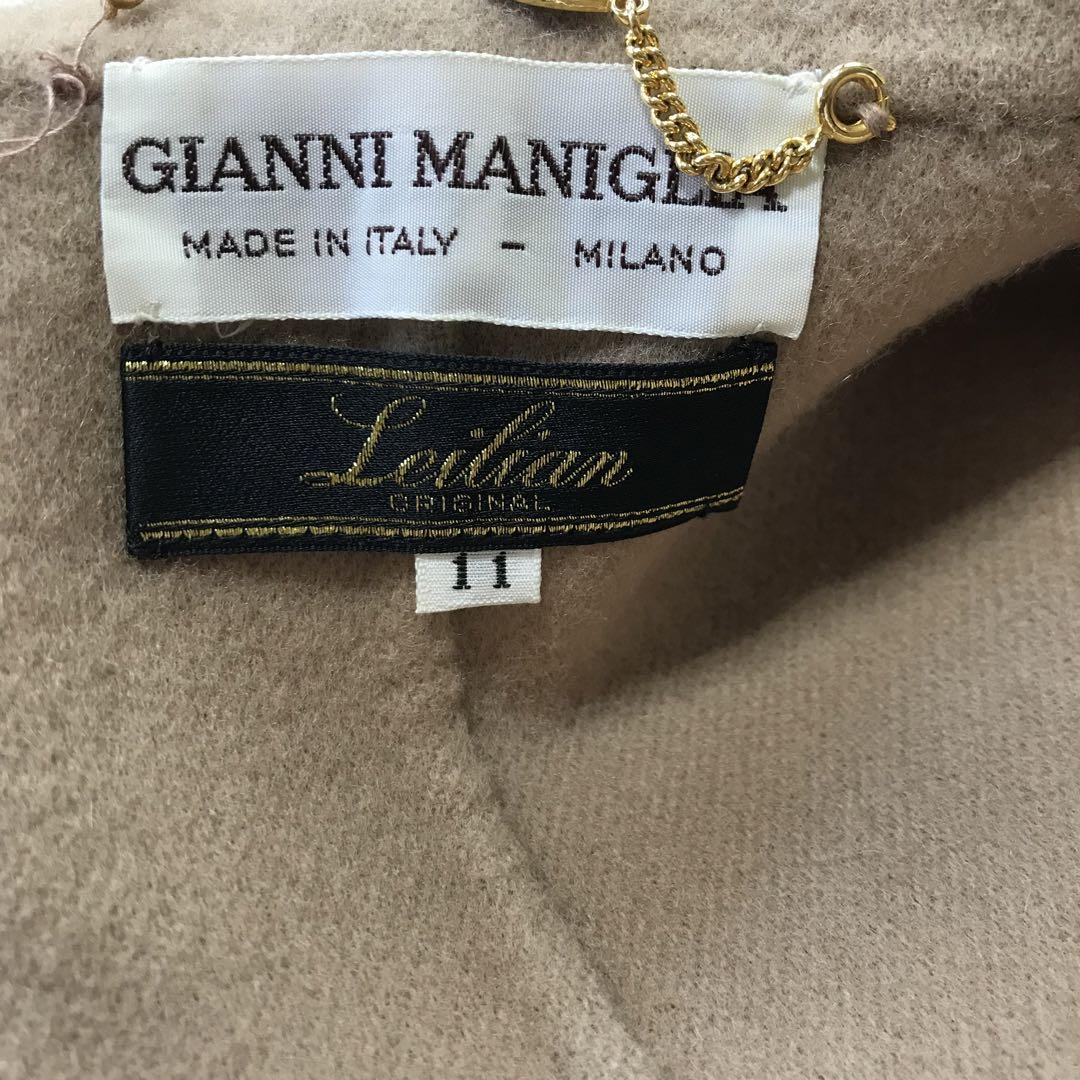 GIANNI MANIGLIA
MADE IN ITALY - MILANO
Leilian
ORIGINAL
11